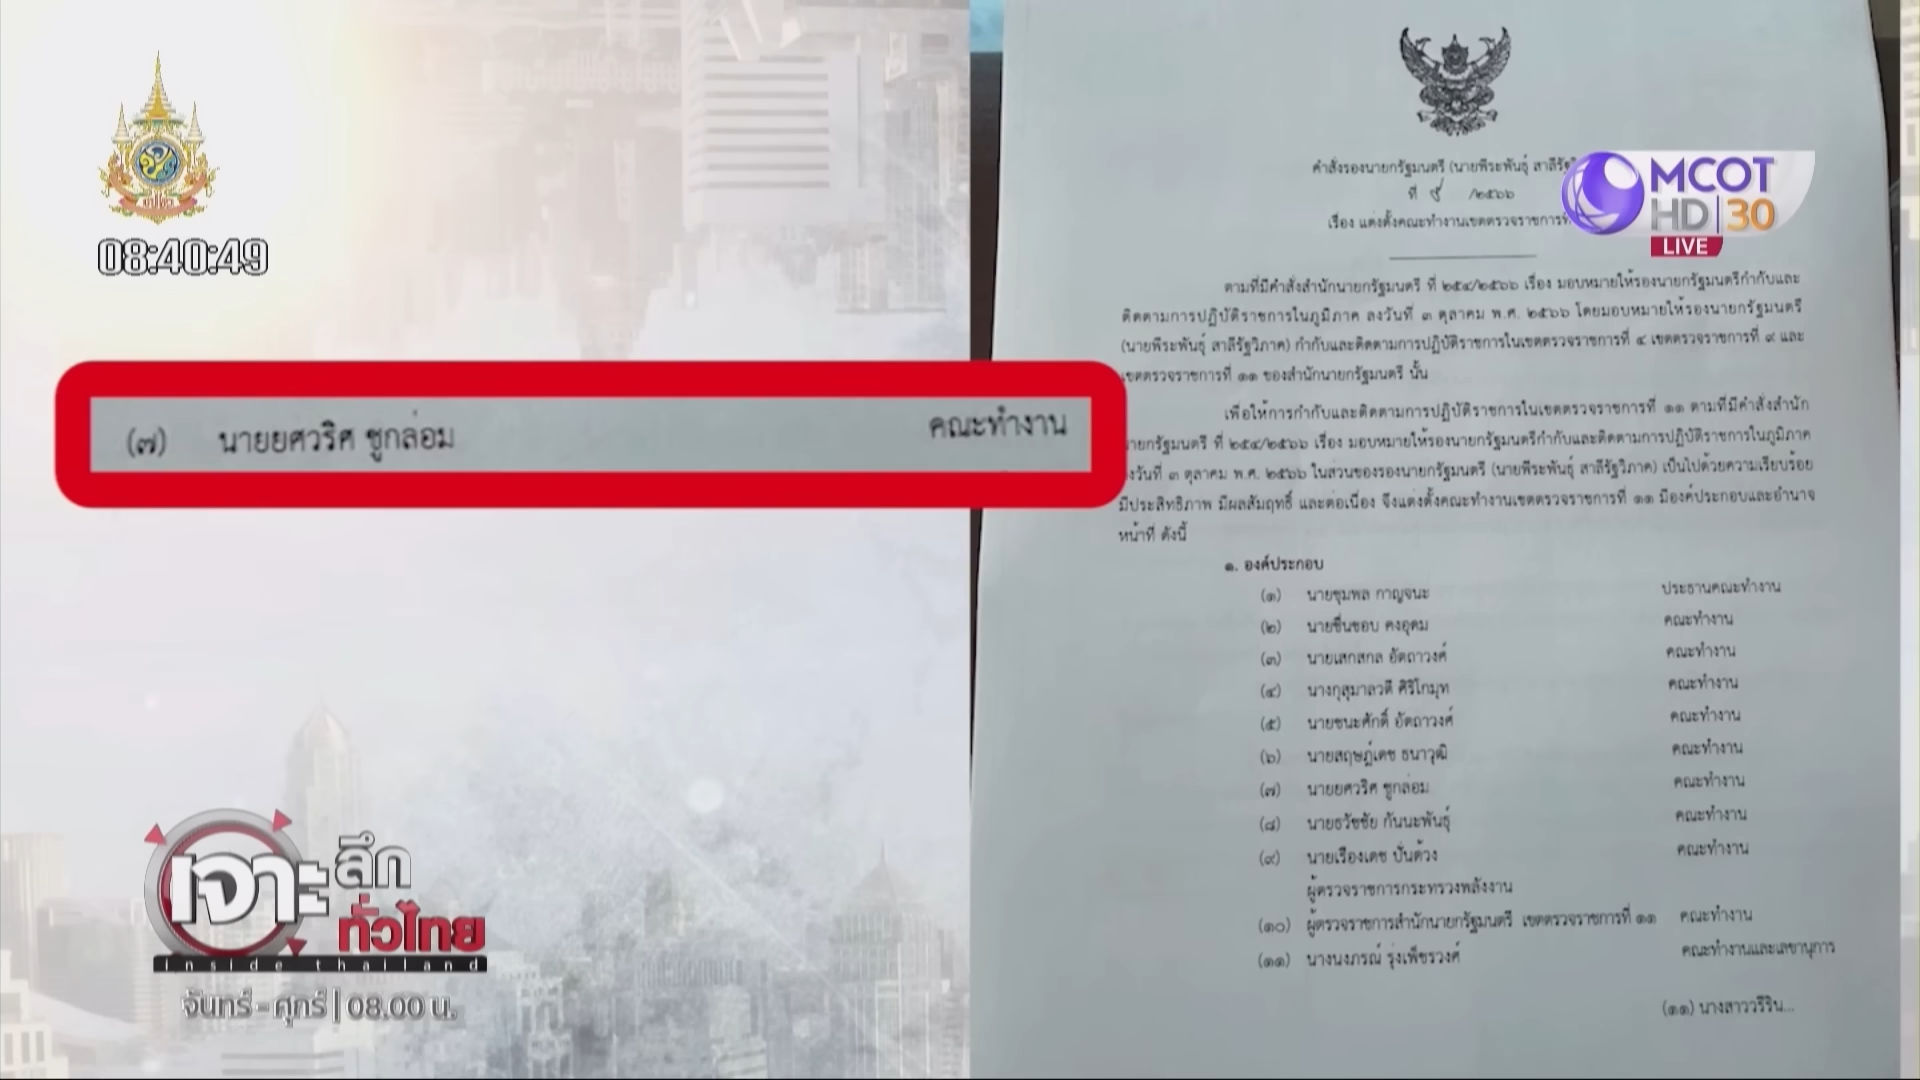 08:40:49
MCOT
HD 30
LIVE
(๗) นายยศวริศ ชูกล่อม คณะทำงาน
เจาะลึก
ทั่วไทย
inside thailand
จันทร์ - ศุกร์ | 08.00 น.
คำสั่งรองนายกรัฐมนตรี (นายพีระพันธุ์ สาลีรัฐวิ
ที่ /๒๕๖๖
เรื่อง แต่งตั้งคณะทำงานเขตตรวจราชการที่
ตามที่มีคำสั่งสำนักนายกรัฐมนตรี ที่ ๒๕๔/๒๕๖๖ เรื่อง มอบหมายให้รองนายกรัฐมนตรีกำกับและ
ติดตามการปฏิบัติราชการในภูมิภาค ลงวันที่ ๓ ตุลาคม พ.ศ. ๒๕๖๖ โดยมอบหมายให้รองนายกรัฐมนตรี
(นายพีระพันธุ์ สาลีรัฐวิภาค) กำกับและติดตามการปฏิบัติราชการในเขตตรวจราชการที่ ๔ เขตตรวจราชการที่ ๙ และ
เขตตรวจราชการที่ ๑๑ ของสำนักนายกรัฐมนตรี นั้น
เพื่อให้การกำกับและติดตามการปฏิบัติราชการในเขตตรวจราชการที่ ๑๑ ตามที่มีคำสั่งสำนัก
นายกรัฐมนตรี ที่ ๒๕๔/๒๕๖๖ เรื่อง มอบหมายให้รองนายกรัฐมนตรีกำกับและติดตามการปฏิบัติราชการในภูมิภาค
ลงวันที่ ๓ ตุลาคม พ.ศ. ๒๕๖๖ ในส่วนของรองนายกรัฐมนตรี (นายพีระพันธุ์ สาลีรัฐวิภาค) เป็นไปด้วยความเรียบร้อย
มีประสิทธิภาพ มีผลสัมฤทธิ์ และต่อเนื่อง จึงแต่งตั้งคณะทำงานเขตตรวจราชการที่ ๑๑ มีองค์ประกอบและอำนาจ
หน้าที่ ดังนี้
๑. องค์ประกอบ
(๑) นายชุมพล กาญจนะ ประธานคณะทำงาน
(๒) นายชื่นชอบ คงอุดม คณะทำงาน
(๓) นายเสกสกล อัตถาวงศ์ คณะทำงาน
(๔) นางกุสุมาลวตี ศิริโกมุท คณะทำงาน
(๕) นายชนะศักดิ์ อัตถาวงศ์ คณะทำงาน
(๖) นายสฤษฎ์เดช ธนาวุฒิ คณะทำงาน
(๗) นายยศวริศ ชูกล่อม คณะทำงาน
(๘) นายธวัชชัย กันนะพันธุ์ คณะทำงาน
(๙) นายเรืองเดช ปั่นด้วง คณะทำงาน
ผู้ตรวจราชการกระทรวงพลังงาน
(๑๐) ผู้ตรวจราชการสำนักนายกรัฐมนตรี เขตตรวจราชการที่ ๑๑ คณะทำงาน
(๑๑) นางนงภรณ์ รุ่งเพ็ชรวงศ์ คณะทำงานและเลขานุการ
(๑๑) นางสาววรีริน...